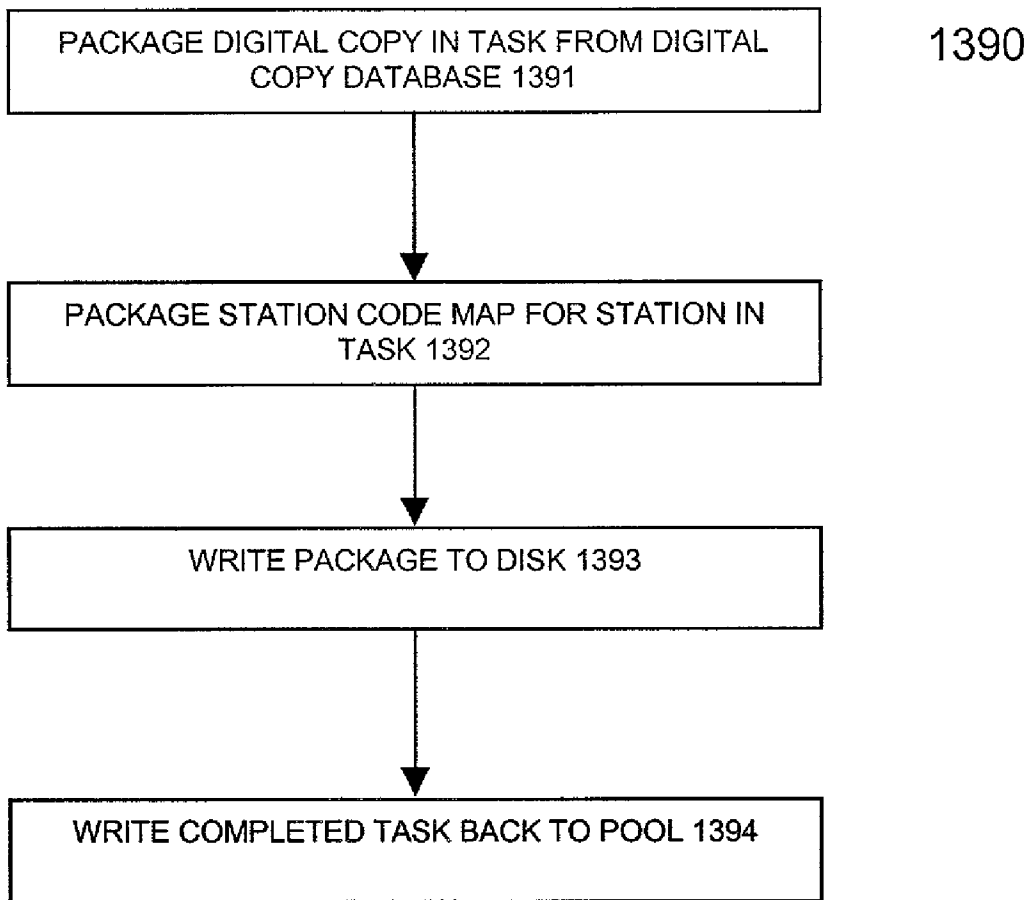 PACKAGE DIGITAL COPY IN TASK FROM DIGITAL
COPY DATABASE 1391
1390
PACKAGE STATION CODE MAP FOR STATION IN
TASK 1392
WRITE PACKAGE TO DISK 1393
WRITE COMPLETED TASK BACK TO POOL 1394